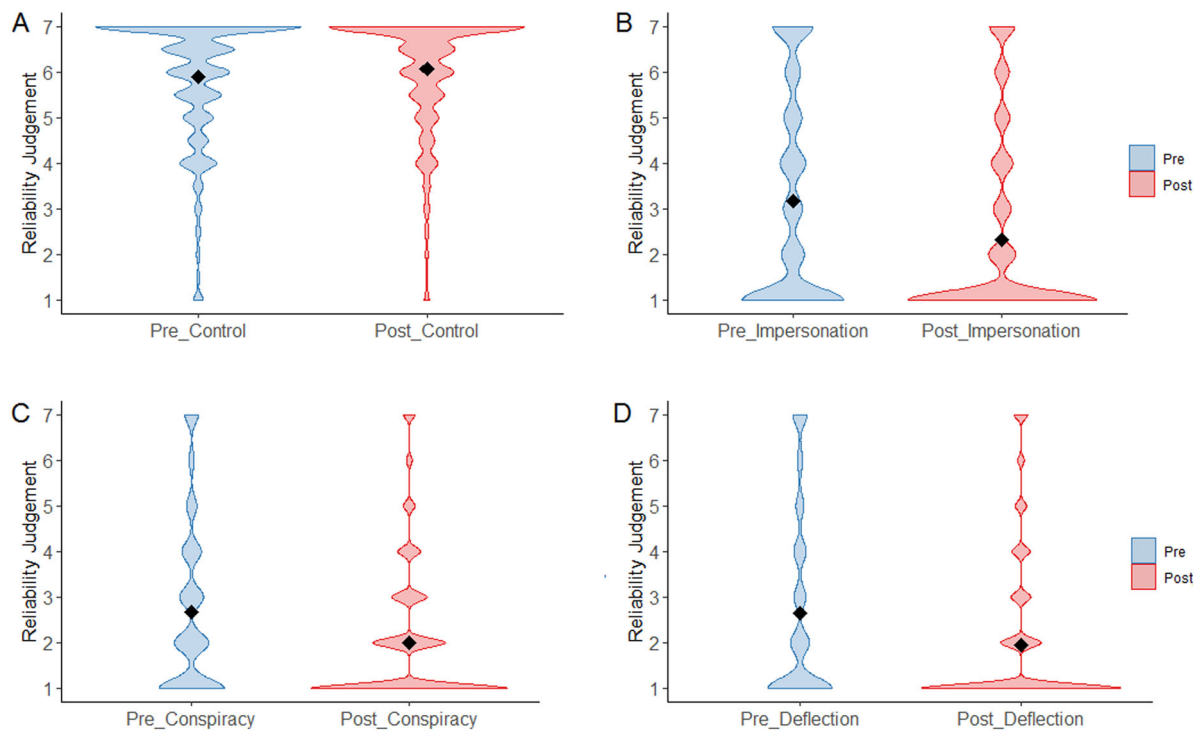 A
Reliability Judgement
7
6
5
4
3
2
1
Pre_Control
Post_Control
B
Reliability Judgement
7
6
5
4
3
2
1
Pre_Impersonation
Post_Impersonation
Pre
Post
C
Reliability Judgement
7
6
5
4
3
2
1
Pre_Conspiracy
Post_Conspiracy
D
Reliability Judgement
7
6
5
4
3
2
1
Pre_Deflection
Post_Deflection
Pre
Post